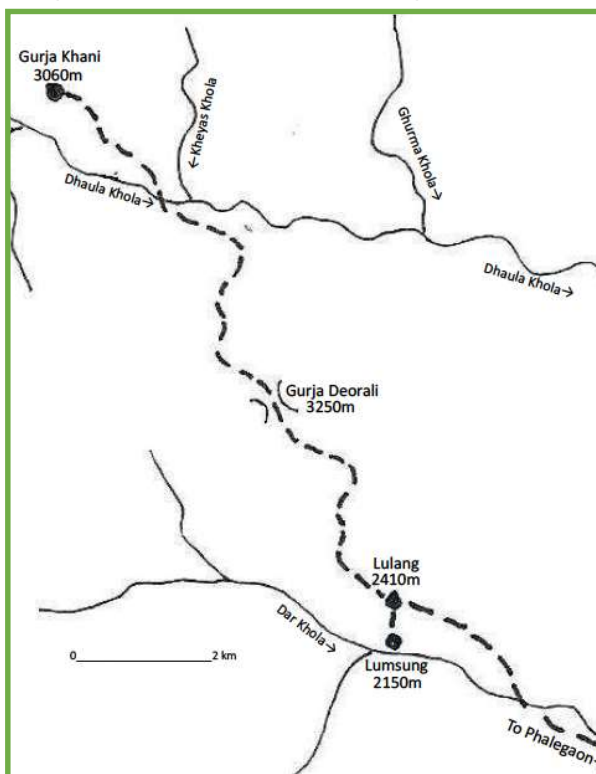 Gurja Khani
3060m
←Kheyas Khola
Ghurma Khola→
Dhaula Khola→
Dhaula Khola→
Gurja Deorali
3250m
Lulang
2410m
Dar Khola→
0 2 km
Lumsung
2150m
To Phalegaon→